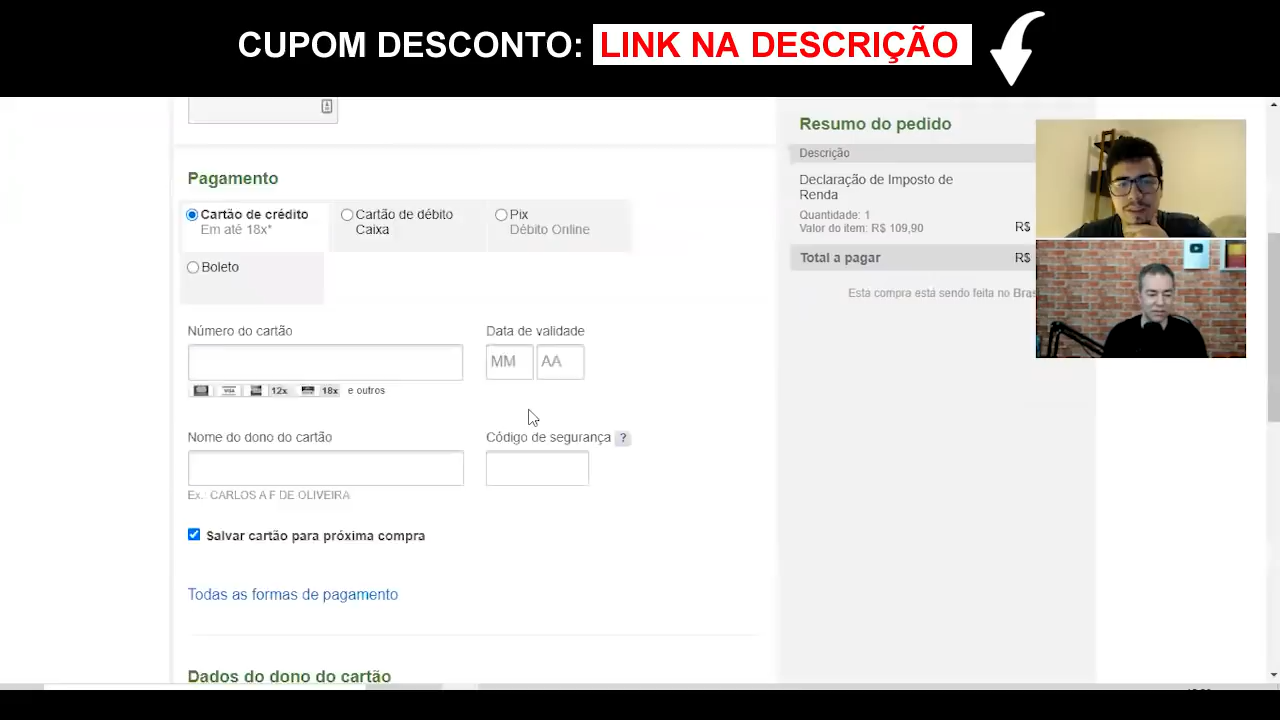 CUPOM DESCONTO: LINK NA DESCRIÇÃO
Pagamento
Cartão de crédito
Em até 18x*
Cartão de débito
Caixa
Pix
Débito Online
Boleto
Número do cartão
Data de validade
MM AA
VISA 12x 18x e outros
Nome do dono do cartão
Código de segurança ?
Ex.: CARLOS A F DE OLIVEIRA
Salvar cartão para próxima compra
Todas as formas de pagamento
Dados do dono do cartão
Resumo do pedido
Descrição
Declaração de Imposto de
Renda
Quantidade: 1
Valor do item: R$ 109,90 R$
Total a pagar R$
Esta compra está sendo feita no Bras